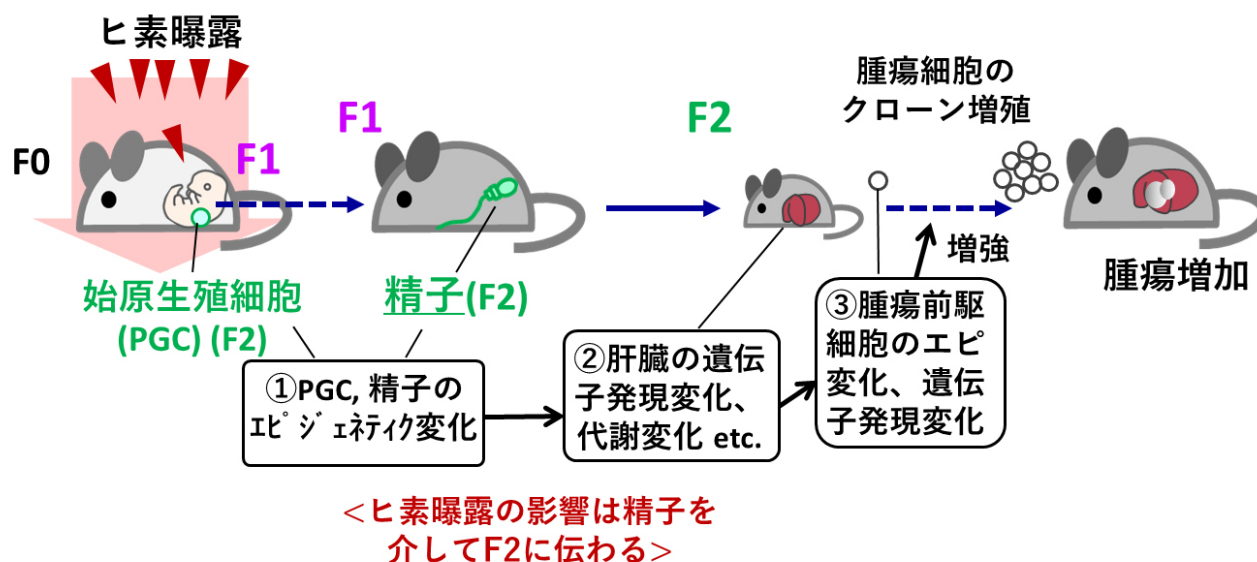 ヒ素曝露
F0
F1
F1
F2
腫瘍細胞の
クローン増殖
増強
腫瘍増加
始原生殖細胞
(PGC) (F2)
精子(F2)
①PGC, 精子の
ｴﾋﾟｼﾞｪﾈﾃｨｸ変化
②肝臓の遺伝
子発現変化、
代謝変化 etc.
③腫瘍前駆
細胞のエピ
変化、遺伝
子発現変化
<ヒ素曝露の影響は精子を
介してF2に伝わる>